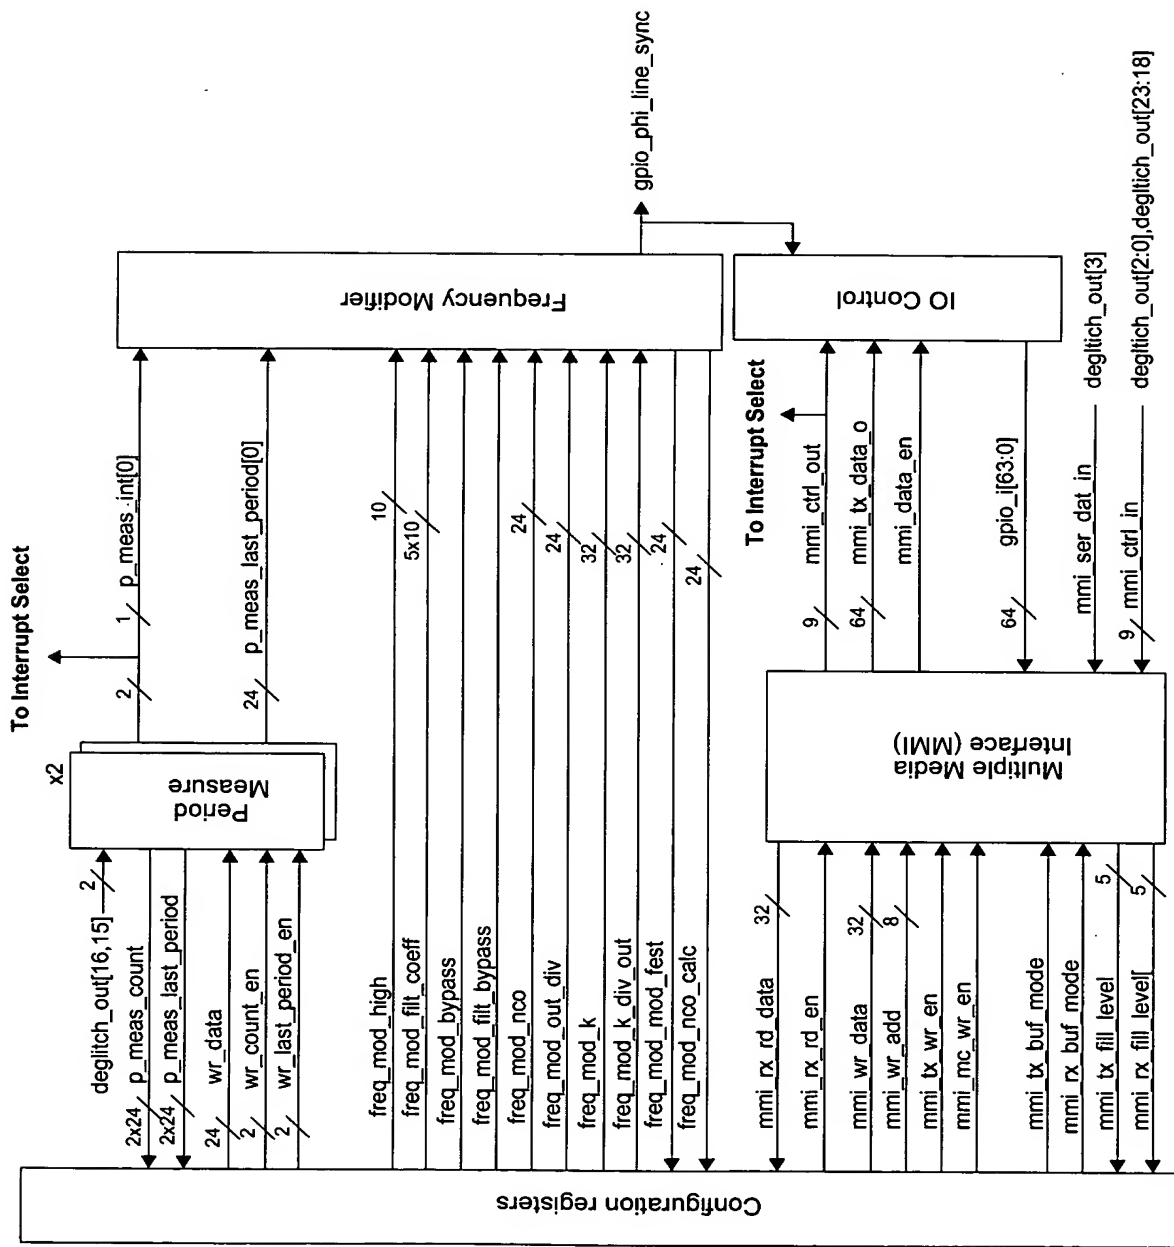 To Interrupt Select
x2
Period
Measure
2
1
p_meas_int[0]
24
p_meas_last_period[0]
deglitch_out[16,15]
2
p_meas_count
2x24
p_meas_last_period
2x24
wr_data
24
wr_count_en
2
wr_last_period_en
2
Frequency Modifier
gpio_phi_line_sync
freq_mod_high
10
freq_mod_filt_coeff
5x10
freq_mod_bypass
freq_mod_filt_bypass
freq_mod_nco
24
freq_mod_out_div
24
freq_mod_k
32
freq_mod_k_div_out
32
freq_mod_mod_fest
24
freq_mod_nco_calc
24
To Interrupt Select
IO Control
9
mmi_ctrl_out
64
mmi_tx_data_o
mmi_data_en
64
gpio_i[63:0]
mmi_ser_dat_in
degltich_out[3]
9
mmi_ctrl_in
degltich_out[2:0],degltich_out[23:18]
Multiple Media
Interface (MMI)
mmi_rx_rd_data
32
mmi_rx_rd_en
mmi_wr_data
32
mmi_wr_add
8
mmi_tx_wr_en
mmi_mc_wr_en
mmi_tx_buf_mode
mmi_rx_buf_mode
mmi_tx_fill_level
5
mmi_rx_fill_level[
5
Configuration registers